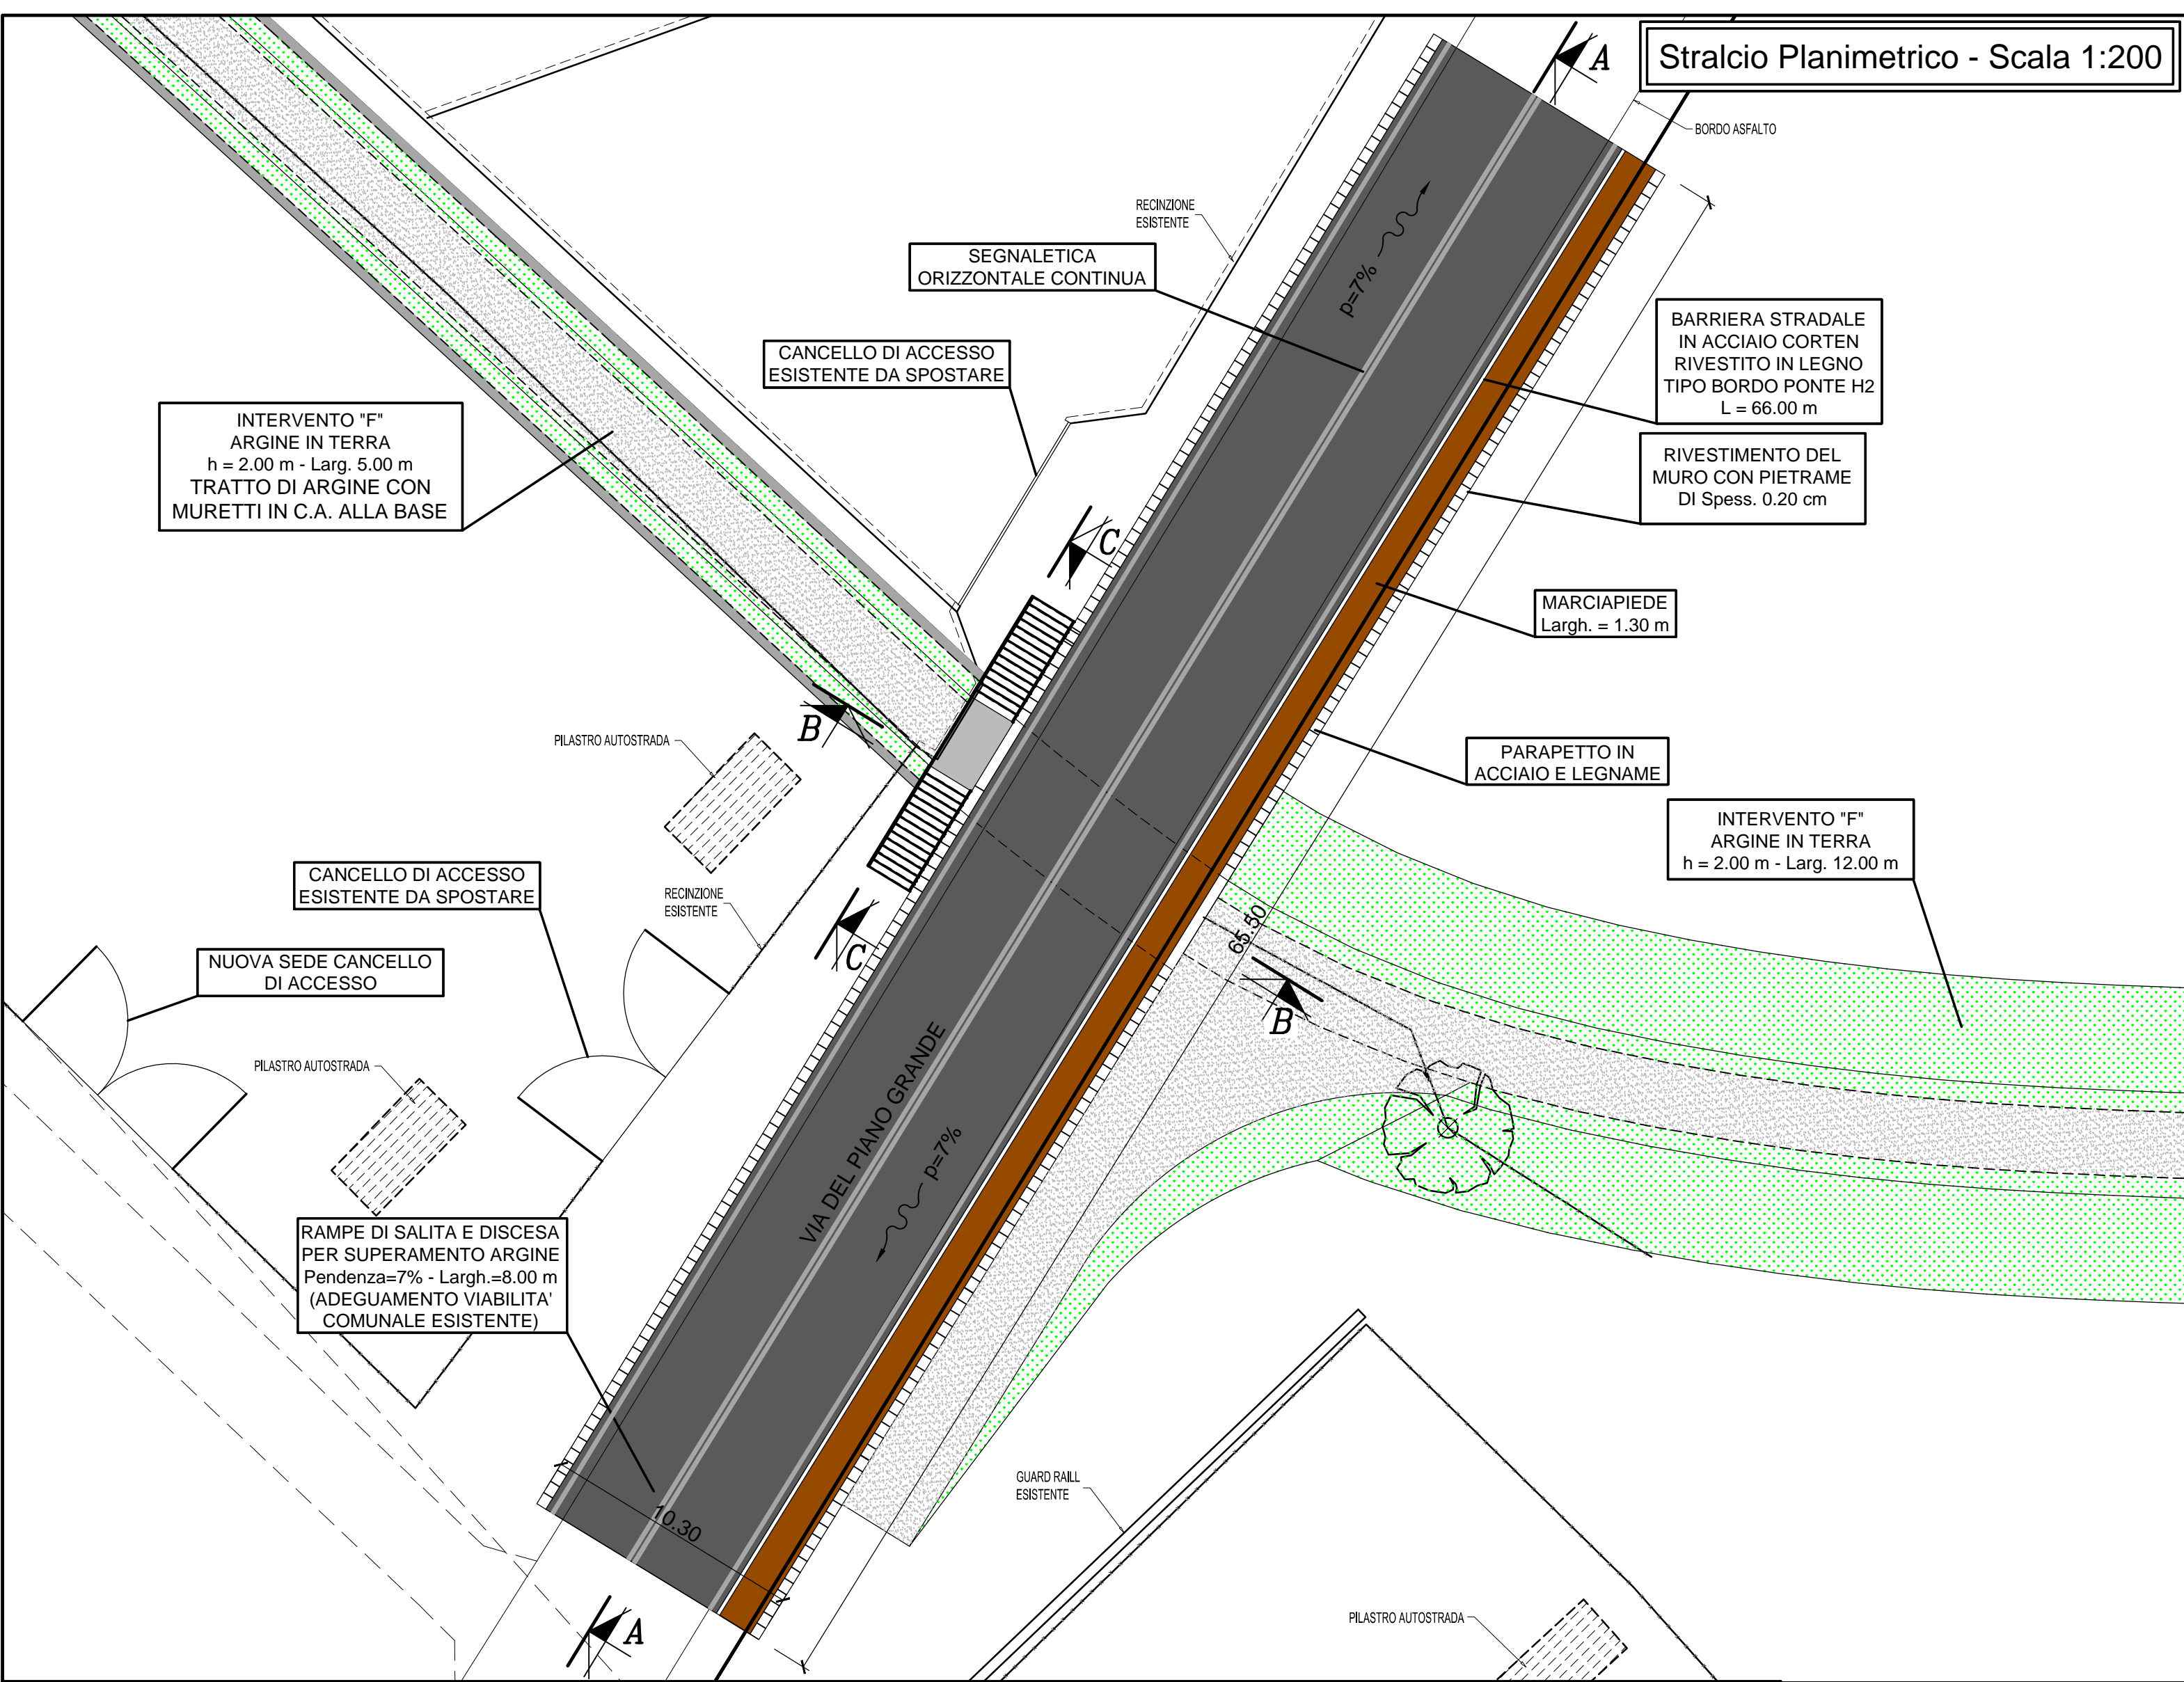 Stralcio Planimetrico - Scala 1:200
A
BORDO ASFALTO
RECINZIONE
ESISTENTE
SEGNALETICA
ORIZZONTALE CONTINUA
p=7%
CANCELLO DI ACCESSO
ESISTENTE DA SPOSTARE
BARRIERA STRADALE
IN ACCIAIO CORTEN
RIVESTITO IN LEGNO
TIPO BORDO PONTE H2
L = 66.00 m
INTERVENTO "F"
ARGINE IN TERRA
h = 2.00 m - Larg. 5.00 m
TRATTO DI ARGINE CON
MURETTI IN C.A. ALLA BASE
RIVESTIMENTO DEL
MURO CON PIETRAME
DI Spess. 0.20 cm
C
MARCIAPIEDE
Largh. = 1.30 m
B
PILASTRO AUTOSTRADA
PARAPETTO IN
ACCIAIO E LEGNAME
INTERVENTO "F"
ARGINE IN TERRA
h = 2.00 m - Larg. 12.00 m
CANCELLO DI ACCESSO
ESISTENTE DA SPOSTARE
RECINZIONE
ESISTENTE
65.50
C
NUOVA SEDE CANCELLO
DI ACCESSO
B
PILASTRO AUTOSTRADA
VIA DEL PIANO GRANDE
p=7%
RAMPE DI SALITA E DISCESA
PER SUPERAMENTO ARGINE
Pendenza=7% - Largh.=8.00 m
(ADEGUAMENTO VIABILITA'
COMUNALE ESISTENTE)
GUARD RAILL
ESISTENTE
10.30
PILASTRO AUTOSTRADA
A